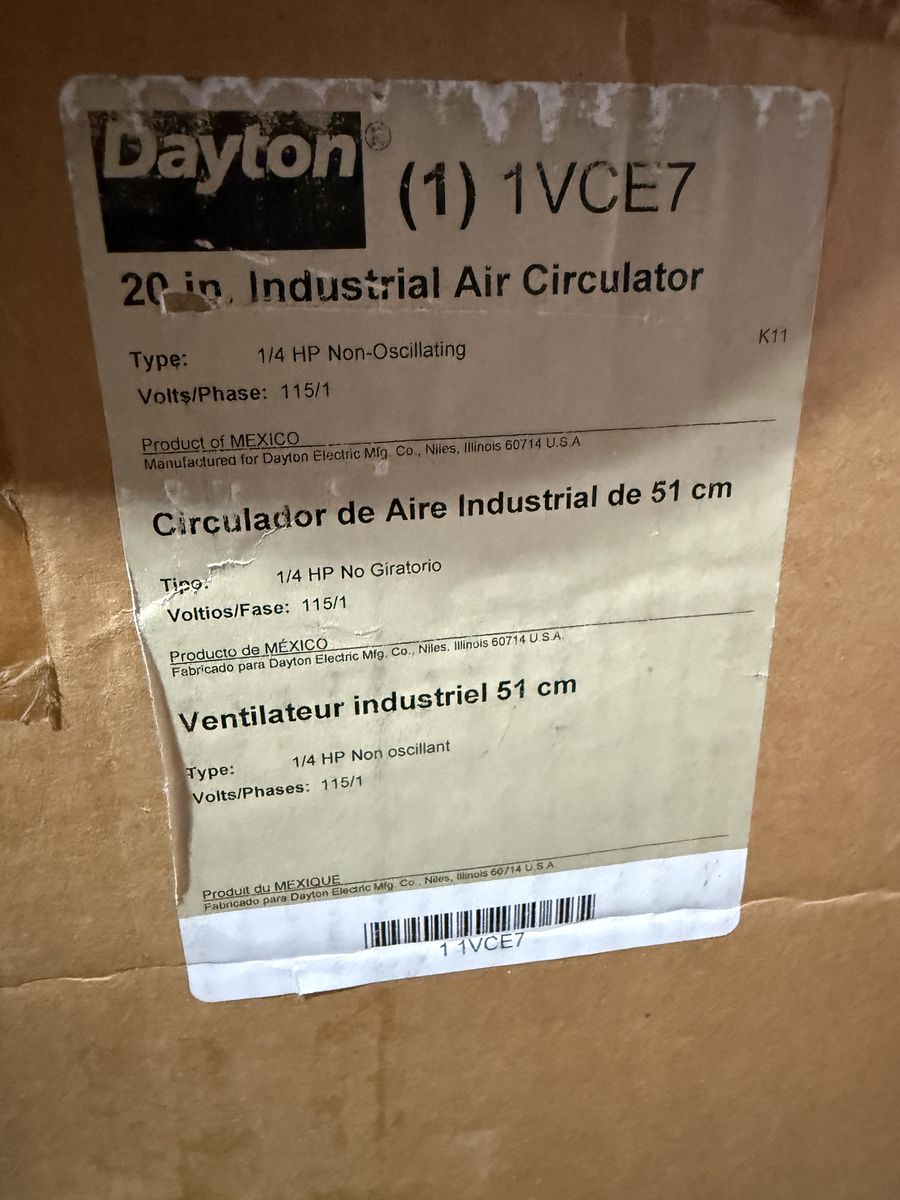 Dayton®
(1) 1VCE7
20 in. Industrial Air Circulator
K11
Type: 1/4 HP Non-Oscillating
Volts/Phase: 115/1
Product of MEXICO
Manufactured for Dayton Electric Mfg. Co., Niles, Illinois 60714 U.S.A
Circulador de Aire Industrial de 51 cm
Tipo: 1/4 HP No Giratorio
Voltios/Fase: 115/1
Producto de MÉXICO
Fabricado para Dayton Electric Mfg. Co., Niles, Illinois 60714 U.S.A.
Ventilateur industriel 51 cm
Type: 1/4 HP Non oscillant
Volts/Phases: 115/1
Produit du MEXIQUE
Fabricado para Dayton Electric Mfg. Co., Niles, Illinois 60714 U.S.A
1 1VCE7